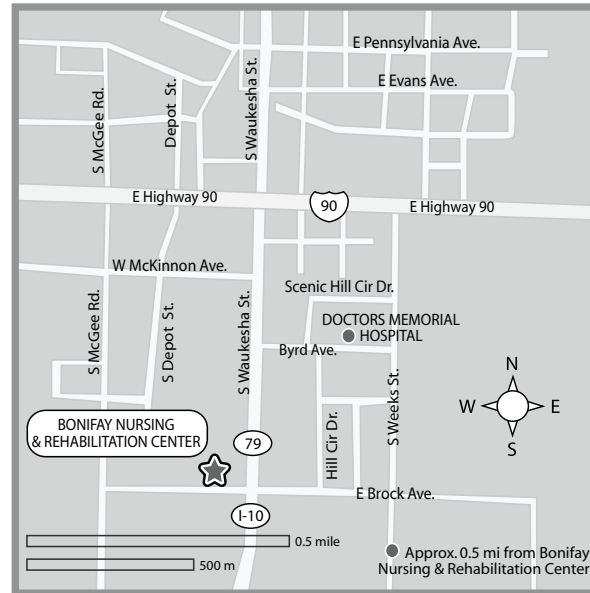 E Pennsylvania Ave.
E Evans Ave.
S McGee Rd.
Depot St.
S Waukesha St.
E Highway 90
90
E Highway 90
W McKinnon Ave.
Scenic Hill Cir Dr.
DOCTORS MEMORIAL
HOSPITAL
Byrd Ave.
S McGee Rd.
S Depot St.
S Waukesha St.
S Weeks St.
Hill Cir Dr.
N
W
E
S
BONIFAY NURSING
& REHABILITATION CENTER
79
E Brock Ave.
I-10
0.5 mile
500 m
Approx. 0.5 mi from Bonifay
Nursing & Rehabilitation Center